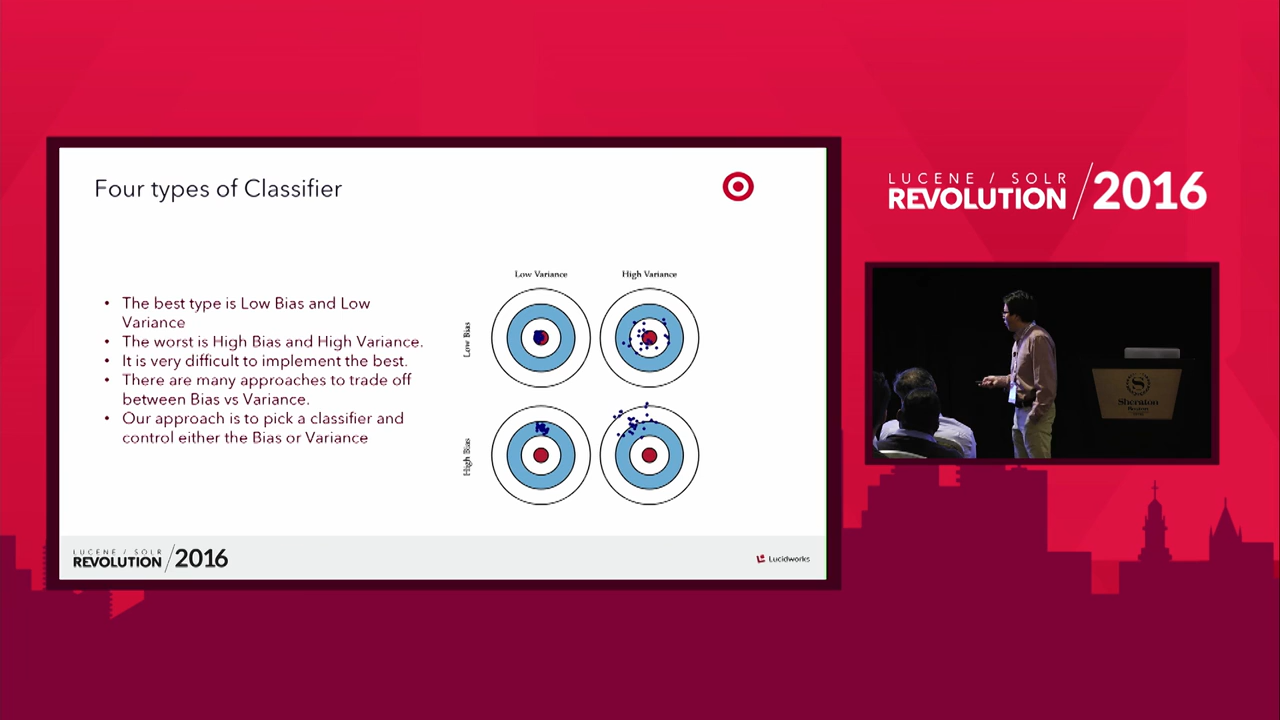 Four types of Classifier
Low Variance
High Variance
Low Bias
High Bias
• The best type is Low Bias and Low
Variance
• The worst is High Bias and High Variance.
• It is very difficult to implement the best.
• There are many approaches to trade off
between Bias vs Variance.
• Our approach is to pick a classifier and
control either the Bias or Variance
LUCENE / SOLR
REVOLUTION / 2016
Lucidworks
LUCENE / SOLR
REVOLUTION / 2016
Sheraton